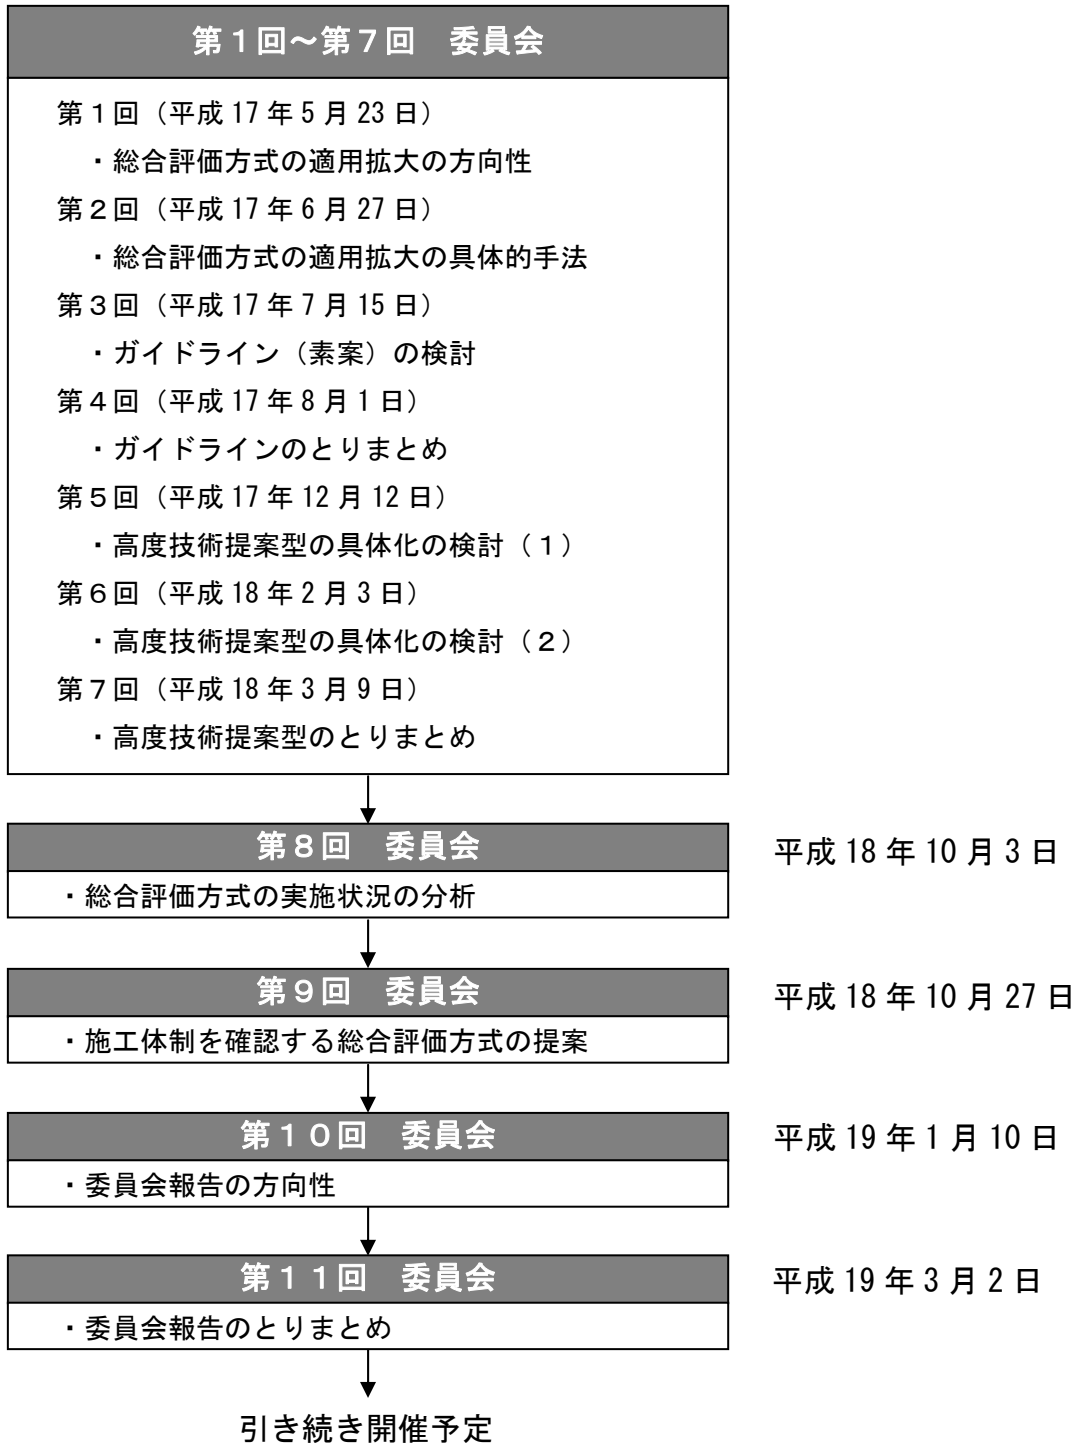 第１回～第７回　委員会
第１回（平成 17 年 5 月 23 日）
・総合評価方式の適用拡大の方向性
第２回（平成 17 年 6 月 27 日）
・総合評価方式の適用拡大の具体的手法
第３回（平成 17 年 7 月 15 日）
・ガイドライン（素案）の検討
第４回（平成 17 年 8 月 1 日）
・ガイドラインのとりまとめ
第５回（平成 17 年 12 月 12 日）
・高度技術提案型の具体化の検討（１）
第６回（平成 18 年 2 月 3 日）
・高度技術提案型の具体化の検討（２）
第７回（平成 18 年 3 月 9 日）
・高度技術提案型のとりまとめ
第８回　委員会
平成 18 年 10 月 3 日
・総合評価方式の実施状況の分析
第９回　委員会
平成 18 年 10 月 27 日
・施工体制を確認する総合評価方式の提案
第１０回　委員会
平成 19 年 1 月 10 日
・委員会報告の方向性
第１１回　委員会
平成 19 年 3 月 2 日
・委員会報告のとりまとめ
引き続き開催予定